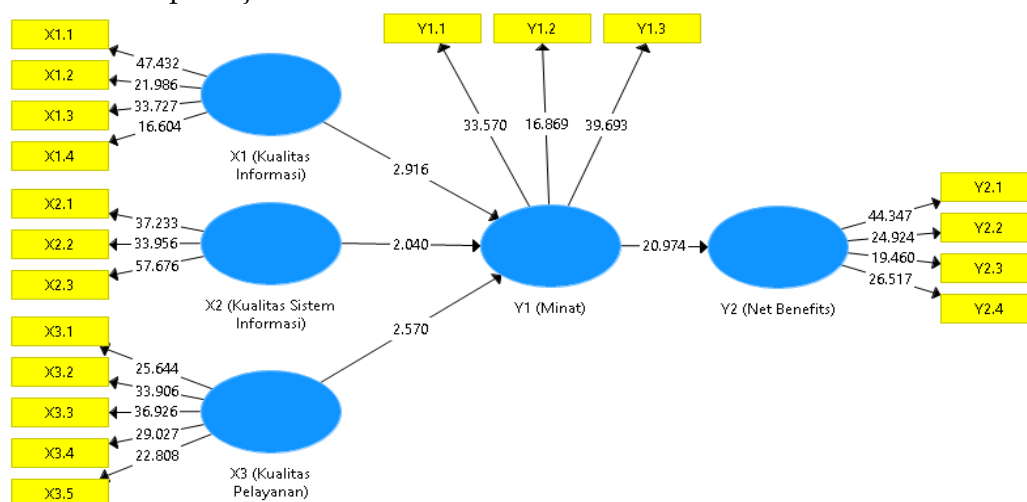 X1.1
X1.2
X1.3
X1.4
47.432
21.986
33.727
16.604
X1 (Kualitas
Informasi)
X2.1
X2.2
X2.3
37.233
33.956
57.676
X2 (Kualitas Sistem
Informasi)
X3.1
X3.2
X3.3
X3.4
X3.5
25.644
33.906
36.926
29.027
22.808
X3 (Kualitas
Pelayanan)
2.916
2.040
2.570
Y1.1
Y1.2
Y1.3
33.570
16.869
39.693
Y1 (Minat)
20.974
Y2 (Net Benefits)
44.347
24.924
19.460
26.517
Y2.1
Y2.2
Y2.3
Y2.4